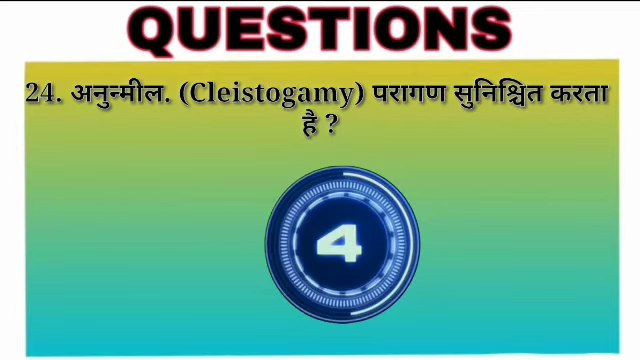 QUESTIONS
24. अनुन्मील. (Cleistogamy) परागण सुनिश्चित करता
है ?
4